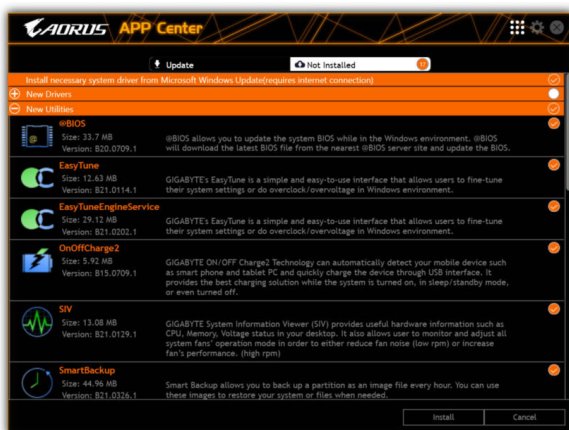 AORUS APP Center
Update
Not Installed
Install necessary system driver from Microsoft Windows Update(requires internet connection)
New Drivers
New Utilities
@BIOS
Size: 33.7 MB
Version: B20.0709.1
@BIOS allows you to update the system BIOS while in the Windows environment. @BIOS
will download the latest BIOS file from the nearest @BIOS server site and update the BIOS.
EasyTune
Size: 12.63 MB
Version: B21.0114.1
GIGABYTE's EasyTune is a simple and easy-to-use interface that allows users to fine-tune
their system settings or do overclock/overvoltage in Windows environment.
EasyTuneEngineService
Size: 29.12 MB
Version: B21.0202.1
GIGABYTE's EasyTune is a simple and easy-to-use interface that allows users to fine-tune
their system settings or do overclock/overvoltage in Windows environment.
OnOffCharge2
Size: 5.92 MB
Version: B15.0709.1
GIGABYTE ON/OFF Charge2 Technology can automatically detect your mobile device such
as smart phone and tablet PC and quickly charge the device through USB interface. It
provides the best charging solution while the system is turned on, in sleep/standby mode,
or even turned off.
SIV
Size: 13.08 MB
Version: B21.0129.1
GIGABYTE System Information Viewer (SIV) provides useful hardware information such as
CPU, Memory, Voltage status in your desktop. It also allows user to monitor and adjust all
system fans' operation mode in order to either reduce fan noise (low rpm) or increase
fan's performance. (high rpm)
SmartBackup
Size: 44.96 MB
Version: B21.0326.1
Smart Backup allows you to back up a partition as an image file every hour. You can use
these images to restore your system or files when needed.
Install
Cancel